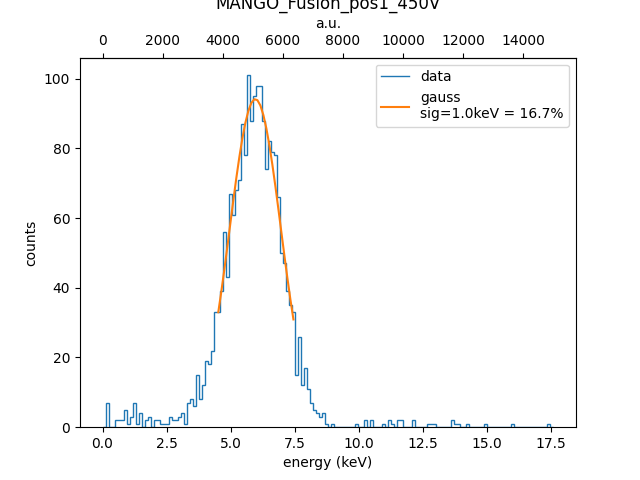 MANGO_Fusion_pos1_450V
a.u.
0 2000 4000 6000 8000 10000 12000 14000
data
gauss
sig=1.0keV = 16.7%
100
80
60
40
20
0
counts
0.0 2.5 5.0 7.5 10.0 12.5 15.0 17.5
energy (keV)